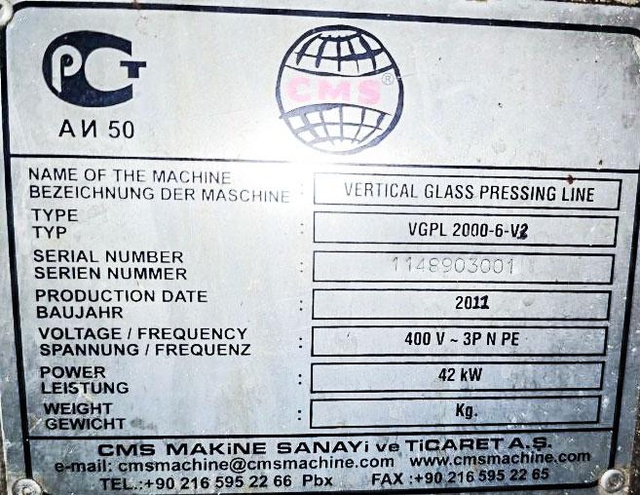 РСТ
АИ 50
CMS®
NAME OF THE MACHINE
BEZEICHNUNG DER MASCHINE : VERTICAL GLASS PRESSING LINE
TYPE
TYP : VGPL 2000-6-V2
SERIAL NUMBER
SERIEN NUMMER : 1148903001
PRODUCTION DATE
BAUJAHR : 2011
VOLTAGE / FREQUENCY
SPANNUNG / FREQUENZ : 400 V ~ 3P N PE
POWER
LEISTUNG : 42 kW
WEIGHT
GEWICHT : Kg.
CMS MAKiNE SANAYi ve TiCARET A.S.
e-mail: cmsmachine@cmsmachine.com www.cmsmachine.com
TEL.:+90 216 595 22 66 Pbx FAX :+90 216 595 22 65